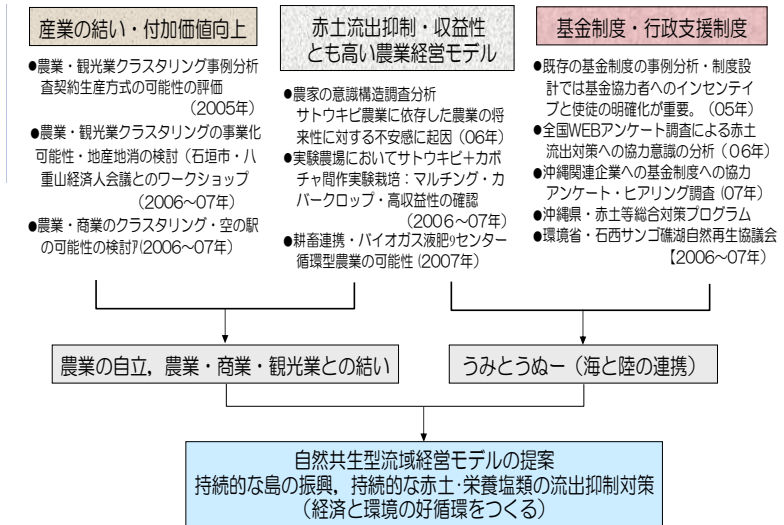 産業の結い・付加価値向上
●農業・観光業クラスタリング事例分析
査契約生産方式の可能性の評価
（2005年）
●農業・観光業クラスタリングの事業化
可能性・地産地消の検討（石垣市・八
重山経済人会議とのワークショップ
（2006～07年）
●農業・商業のクラスタリング・空の駅
の可能性の検討ｱ(2006～07年）
赤土流出抑制・収益性
とも高い農業経営モデル
●農家の意識構造調査分析
サトウキビ農業に依存した農業の将
来性に対する不安感に起因（06年）
●実験農場においてサトウキビ＋カボ
チャ間作実験栽培：マルチング・カ
バークロップ・高収益性の確認
（2006～07年）
●耕畜連携・バイオガス液肥ﾘセンター
循環型農業の可能性（2007年）
基金制度・行政支援制度
●既存の基金制度の事例分析・制度設
計では基金協力者へのインセンテイ
ブと使徒の明確化が重要。（05年）
●全国WEBアンケート調査による赤土
流出対策への協力意識の分析（０６年）
●沖縄関連企業への基金制度への協力
アンケート・ヒアリング調査（07年）
●沖縄県・赤土等総合対策プログラム
●環境省・石西サンゴ礁湖自然再生協議会
【2006～07年）
農業の自立，農業・商業・観光業との結い
うみとうぬー（海と陸の連携）
自然共生型流域経営モデルの提案
持続的な島の振興，持続的な赤土・栄養塩類の流出抑制対策
（経済と環境の好循環をつくる）